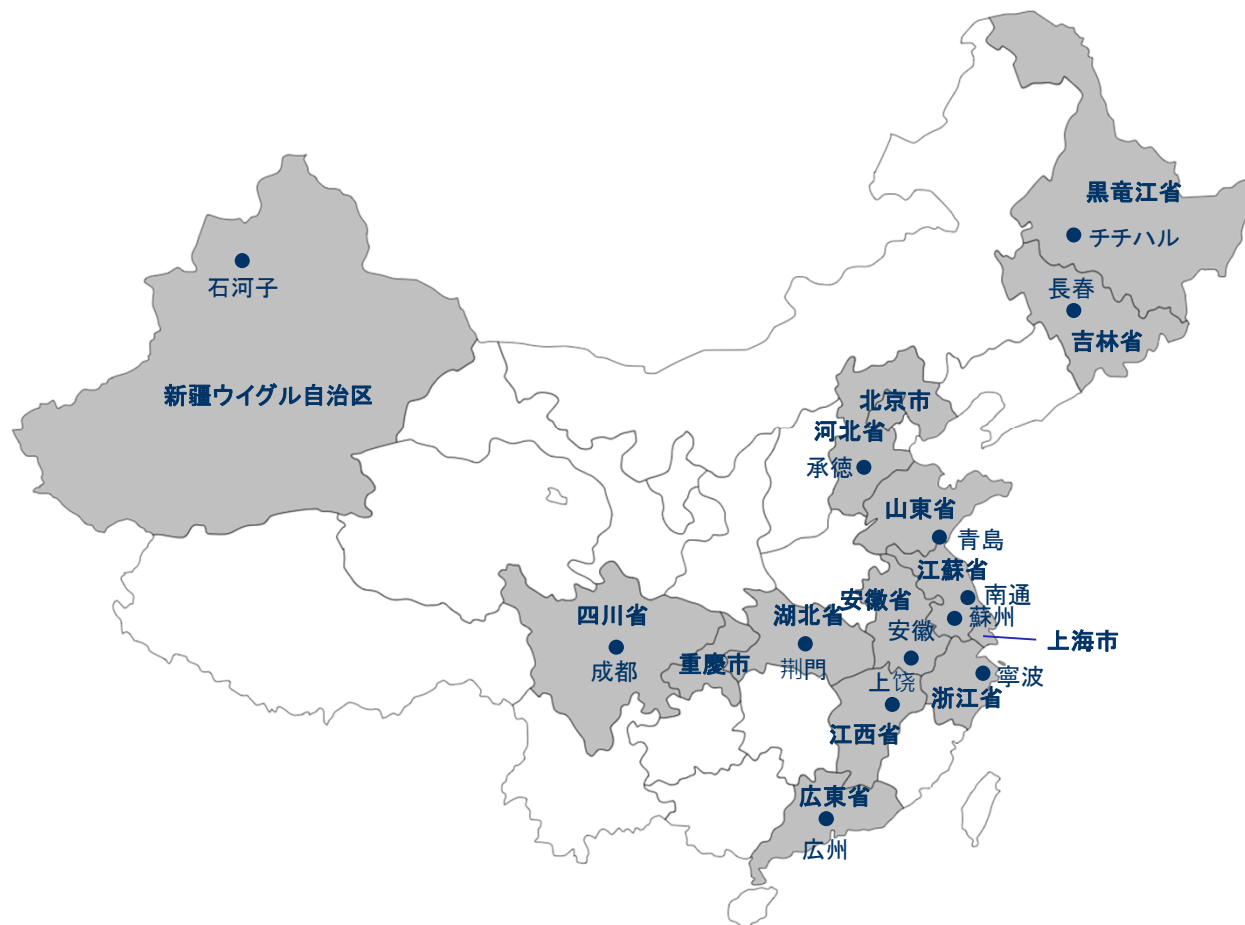 黒竜江省
チチハル
石河子
長春
吉林省
新疆ウイグル自治区
北京市
河北省
承徳
山東省
青島
江蘇省
南通
安徽省
四川省
湖北省
蘇州
安徽
上海市
成都
重慶市
荆門
寧波
上饶
浙江省
江西省
広東省
広州